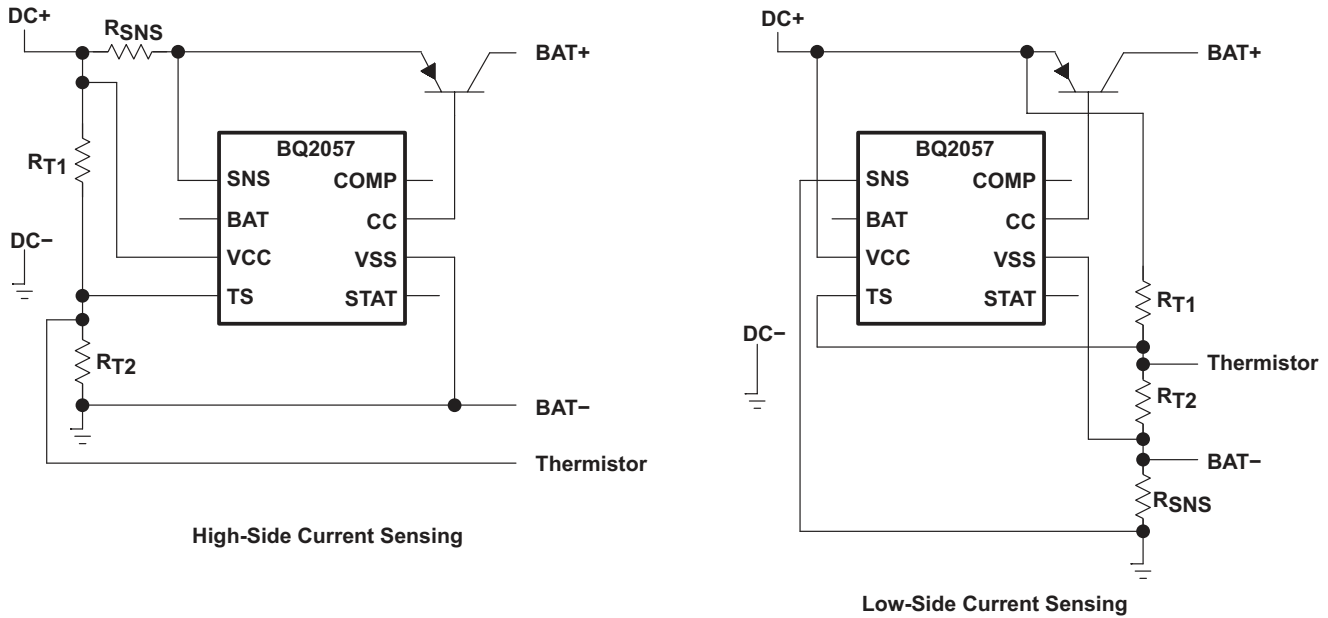 DC+
RSNS
BAT+
RT1
BQ2057
SNS
COMP
BAT
CC
DC−
VCC
VSS
TS
STAT
RT2
BAT−
Thermistor
High-Side Current Sensing
DC+
BAT+
BQ2057
SNS
COMP
BAT
CC
VCC
VSS
TS
STAT
RT1
DC−
Thermistor
RT2
BAT−
RSNS
Low-Side Current Sensing